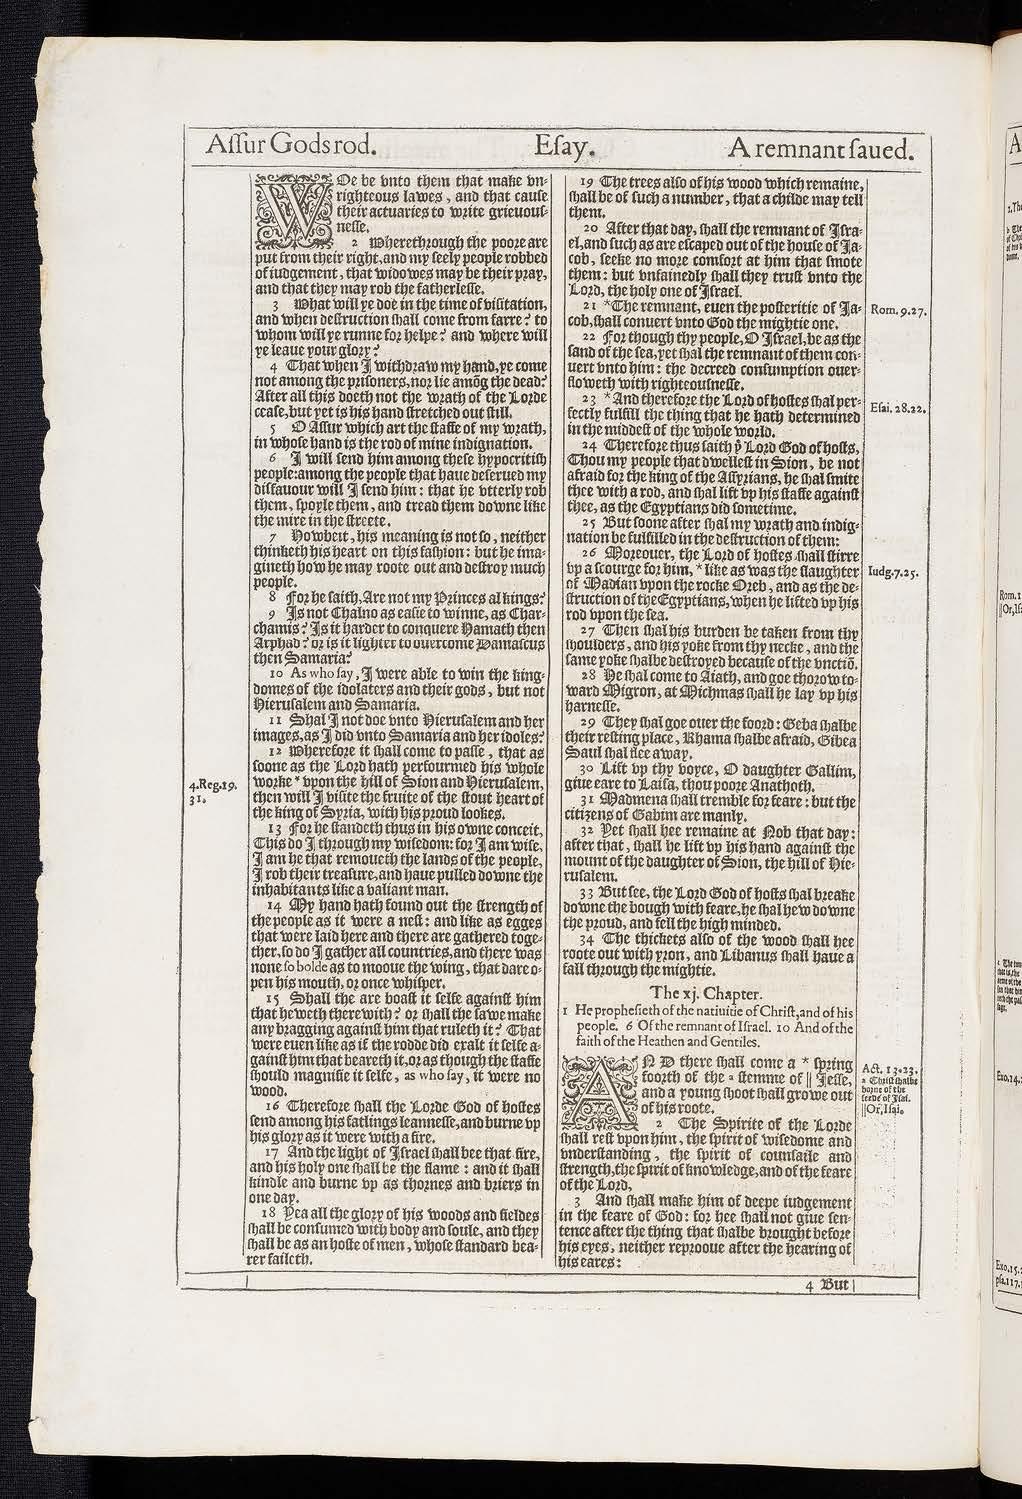 Aſſur Gods rod.
Eſay.
A remnant ſaued.
WOe be vnto them that make vn-
righteous lawes, and that cauſe
their actuaries to write grieuouſ-
neſſe.
2 Wherethrough the poore are
put from their right, and my ſeely people robbed
of iudgement, that widowes may be their pray,
and that they may rob the fatherleſſe.
3 What will ye doe in the time of viſitation,
and when deſtruction ſhall come from farre? to
whom will ye runne for helpe? and where will
ye leaue your glory?
4 That when I withdraw my hand, ye come
not among the priſoners, nor lie amõg the dead?
After all this doeth not the wrath of the Lorde
ceaſe, but yet is his hand ſtretched out ſtill.
5 O Aſſur which art the ſtaffe of my wrath,
in whoſe hand is the rod of mine indignation.
6 I will ſend him among theſe hypocritiſh
people: among the people that haue deſerued my
diſfauour will I ſend him: that he vtterly rob
them, ſpoyle them, and tread them downe like
the mire in the ſtreete.
7 Howbeit, his meaning is not ſo, neither
thinketh his heart on this faſhion: but he ima-
gineth how he may roote out and deſtroy much
people.
8 For he ſaith, Are not my Princes al kings?
9 Is not Chalno as eaſie to winne, as Char-
chamis? Is it harder to conquere Hamath then
Arphad? or is it lighter to ouercome Damaſcus
then Samaria?
10 As who ſay, I were able to win the king-
domes of the idolaters and their gods, but not
Hieruſalem and Samaria.
11 Shal I not doe vnto Hieruſalem and her
images, as I did vnto Samaria and her idoles?
12 Wherefore it ſhall come to paſſe, that as
ſoone as the Lord hath perfourmed his whole
worke * vpon the hill of Sion and Hieruſalem,
then will I viſite the fruite of the ſtout heart of
the king of Syria, with his proud lookes.
13 For he ſtandeth thus in his owne conceit,
This do I through my wiſedom: for I am wiſe,
I am he that remoueth the lands of the people,
I rob their treaſure, and haue pulled downe the
inhabitants like a valiant man.
14 My hand hath found out the ſtrength of
the people as it were a neſt: and like as egges
that were laid here and there are gathered toge-
ther, ſo do I gather all countries, and there was
none ſo bolde as to mooue the wing, that dare o-
pen his mouth, or once whiſper.
15 Shall the axe boaſt it ſelfe againſt him
that heweth therewith? or ſhall the ſawe make
any bragging againſt him that ruleth it? That
were euen like as if the rodde did exalt it ſelfe a-
gainſt him that beareth it, or as though the ſtaffe
ſhould magnifie it ſelfe, as who ſay, it were no
wood.
16 Therefore ſhall the Lorde God of hoſtes
ſend among his fatlings leanneſſe, and burne vp
his glory as it were with a fire.
17 And the light of Iſrael ſhall bee that fire,
and his holy one ſhall be the flame: and it ſhall
kindle and burne vp as thornes and briers in
one day.
18 Yea all the glory of his woods and fieldes
ſhall be conſumed with body and ſoule, and they
ſhall be as an hoſte of men, whoſe ſtandard bea-
rer faileth.
4.Reg.19.
31.
19 The trees alſo of his wood which remaine,
ſhall be of ſuch a number, that a childe may tell
them.
20 After that day, ſhall the remnant of Iſra-
el, and ſuch as are eſcaped out of the houſe of Ja-
cob, ſeeke no more comfort at him that ſmote
them: but vnfainedly ſhall they truſt vnto the
Lord, the holy one of Iſrael.
21 *The remnant, euen the poſteritie of Ja-
cob, ſhall conuert vnto God the mightie one.
22 For though thy people, O Iſrael, be as the
ſand of the ſea, yet ſhal the remnant of them con-
uert vnto him: the decreed conſumption ouer-
floweth with righteouſneſſe.
23 *And therefore the Lord of hoſtes ſhal per-
fectly fulfill the thing that he hath determined
in the middeſt of the whole world.
24 Therefore thus ſaith ẏ Lord God of hoſts,
Thou my people that dwelleſt in Sion, be not
afraid for the king of the Aſſyrians, he ſhal ſmite
thee with a rod, and ſhal lift vp his ſtaffe againſt
thee, as the Egyptians did ſometime.
25 But ſoone after ſhal my wrath and indig-
nation be fulfilled in the deſtruction of them:
26 Moreouer, the Lord of hoſtes ſhall ſtirre
vp a ſcourge for him, * like as was the ſlaughter
of Madian vpon the rocke Oreb, and as the de-
ſtruction of the Egyptians, when he lifted vp his
rod vpon the ſea.
27 Then ſhal his burden be taken from thy
ſhoulders, and his yoke from thy necke, and the
ſame yoke ſhalbe deſtroyed becauſe of the vnctiõ.
28 He ſhal come to Aiath, and goe thorow to-
ward Migron, at Michmas ſhall he lay vp his
harneſſe.
29 They ſhal goe ouer the foord: Geba ſhalbe
their reſting place, Rhama ſhalbe afraid, Gibea
Saul ſhal flee away.
30 Lift vp thy voyce, O daughter Gallim,
giue eare to Laiſa, thou poore Anathoth.
31 Madmena ſhall tremble for feare: but the
citizens of Gabim are manly.
32 Yet ſhall hee remaine at Nob that day:
after that, ſhall he lift vp his hand againſt the
mount of the daughter of Sion, the hill of Hie-
ruſalem.
33 But ſee, the Lord God of hoſts ſhal breake
downe the bough with feare, he ſhal hew downe
the proud, and fell the high minded.
34 The thickets alſo of the wood ſhall hee
roote out with yron, and Libanus ſhall haue a
fall through the mightie.
The xj. Chapter.
1 He propheſieth of the natiuitie of Chriſt, and of his
people. 6 Of the remnant of Iſrael. 10 And of the
faith of the Heathen and Gentiles.
AND there ſhall come a * ſpring
foorth of the a ſtemme of || Jeſſe,
and a young ſhoot ſhall growe out
of his roote.
2 The Spirite of the Lorde
ſhall reſt vpon him, the ſpirit of wiſedome and
vnderſtanding, the ſpirit of counſaile and
ſtrength, the ſpirit of knowledge, and of the feare
of the Lord,
3 And ſhall make him of deepe iudgement
in the feare of God: for hee ſhall not giue ſen-
tence after the thing that ſhalbe brought before
his eyes, neither reprooue after the hearing of
his eares:
4 But
Rom. 9.27.
Eſai. 28.22.
Iudg.7.25.
Act. 13.23.
a Chriſt ſhalbe
borne of the
ſeede of Iſai.
||Or, Iſai.